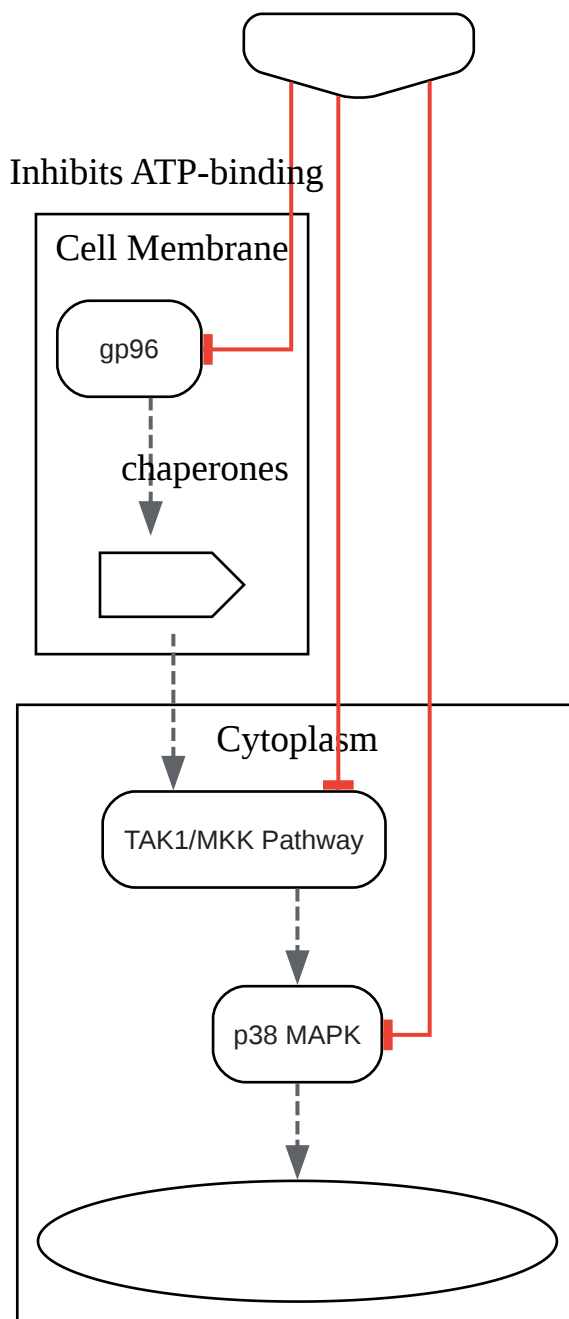 Inhibits ATP-binding
Cell Membrane
gp96
chaperones
Cytoplasm
TAK1/MKK Pathway
p38 MAPK